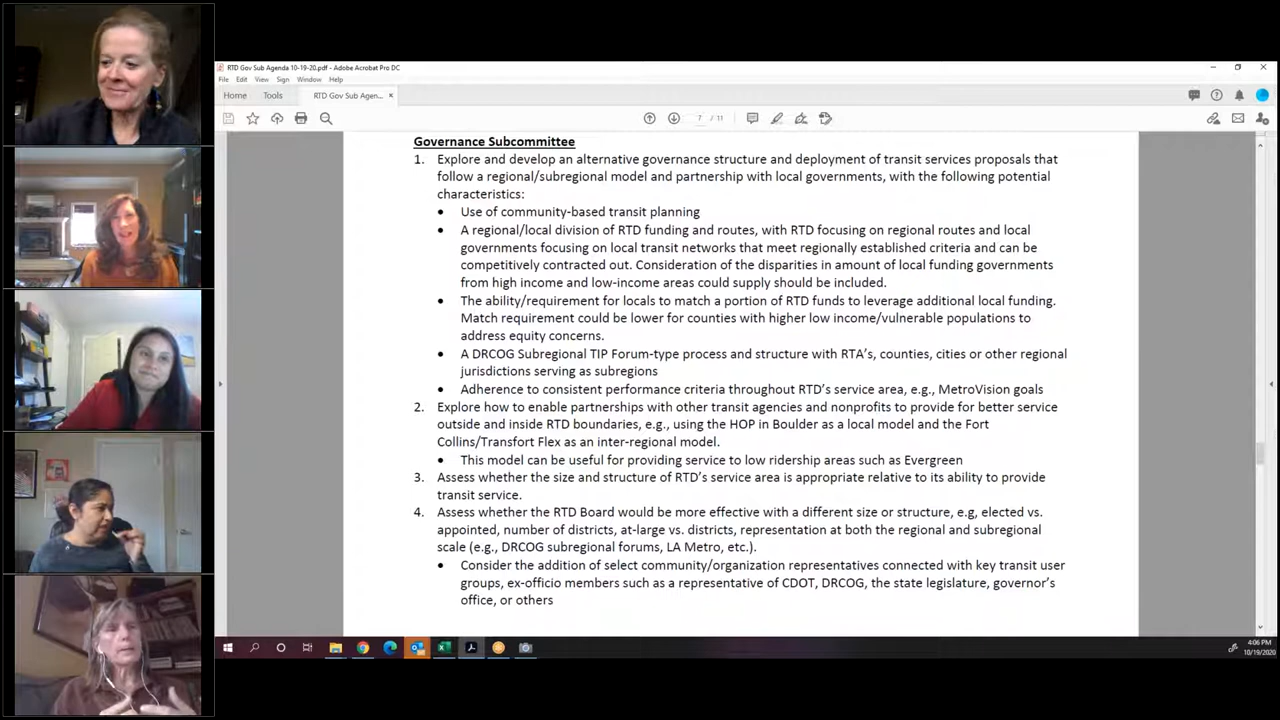 RTD Gov Sub Agenda 10-19-20.pdf - Adobe Acrobat Pro DC
File Edit View Sign Window Help
Home Tools RTD Gov Sub Agen... ×
7 / 11
Governance Subcommittee
1. Explore and develop an alternative governance structure and deployment of transit services proposals that
follow a regional/subregional model and partnership with local governments, with the following potential
characteristics:
• Use of community-based transit planning
• A regional/local division of RTD funding and routes, with RTD focusing on regional routes and local
governments focusing on local transit networks that meet regionally established criteria and can be
competitively contracted out. Consideration of the disparities in amount of local funding governments
from high income and low-income areas could supply should be included.
• The ability/requirement for locals to match a portion of RTD funds to leverage additional local funding.
Match requirement could be lower for counties with higher low income/vulnerable populations to
address equity concerns.
• A DRCOG Subregional TIP Forum-type process and structure with RTA's, counties, cities or other regional
jurisdictions serving as subregions
• Adherence to consistent performance criteria throughout RTD's service area, e.g., MetroVision goals
2. Explore how to enable partnerships with other transit agencies and nonprofits to provide for better service
outside and inside RTD boundaries, e.g., using the HOP in Boulder as a local model and the Fort
Collins/Transfort Flex as an inter-regional model.
• This model can be useful for providing service to low ridership areas such as Evergreen
3. Assess whether the size and structure of RTD's service area is appropriate relative to its ability to provide
transit service.
4. Assess whether the RTD Board would be more effective with a different size or structure, e.g, elected vs.
appointed, number of districts, at-large vs. districts, representation at both the regional and subregional
scale (e.g., DRCOG subregional forums, LA Metro, etc.).
• Consider the addition of select community/organization representatives connected with key transit user
groups, ex-officio members such as a representative of CDOT, DRCOG, the state legislature, governor's
office, or others
4:06 PM
10/19/2020